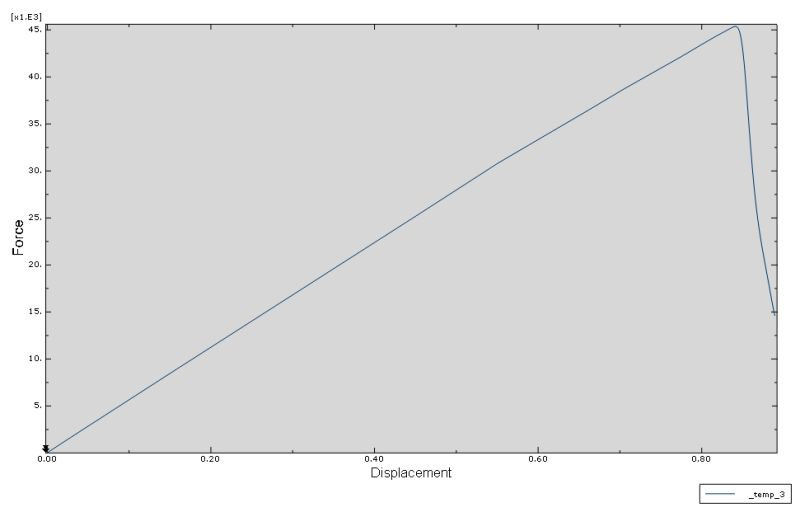 [x1.E3]
45.
40.
35.
30.
25.
20.
15.
10.
5.
Force
0.00 0.20 0.40 0.60 0.80
Displacement
_temp_3